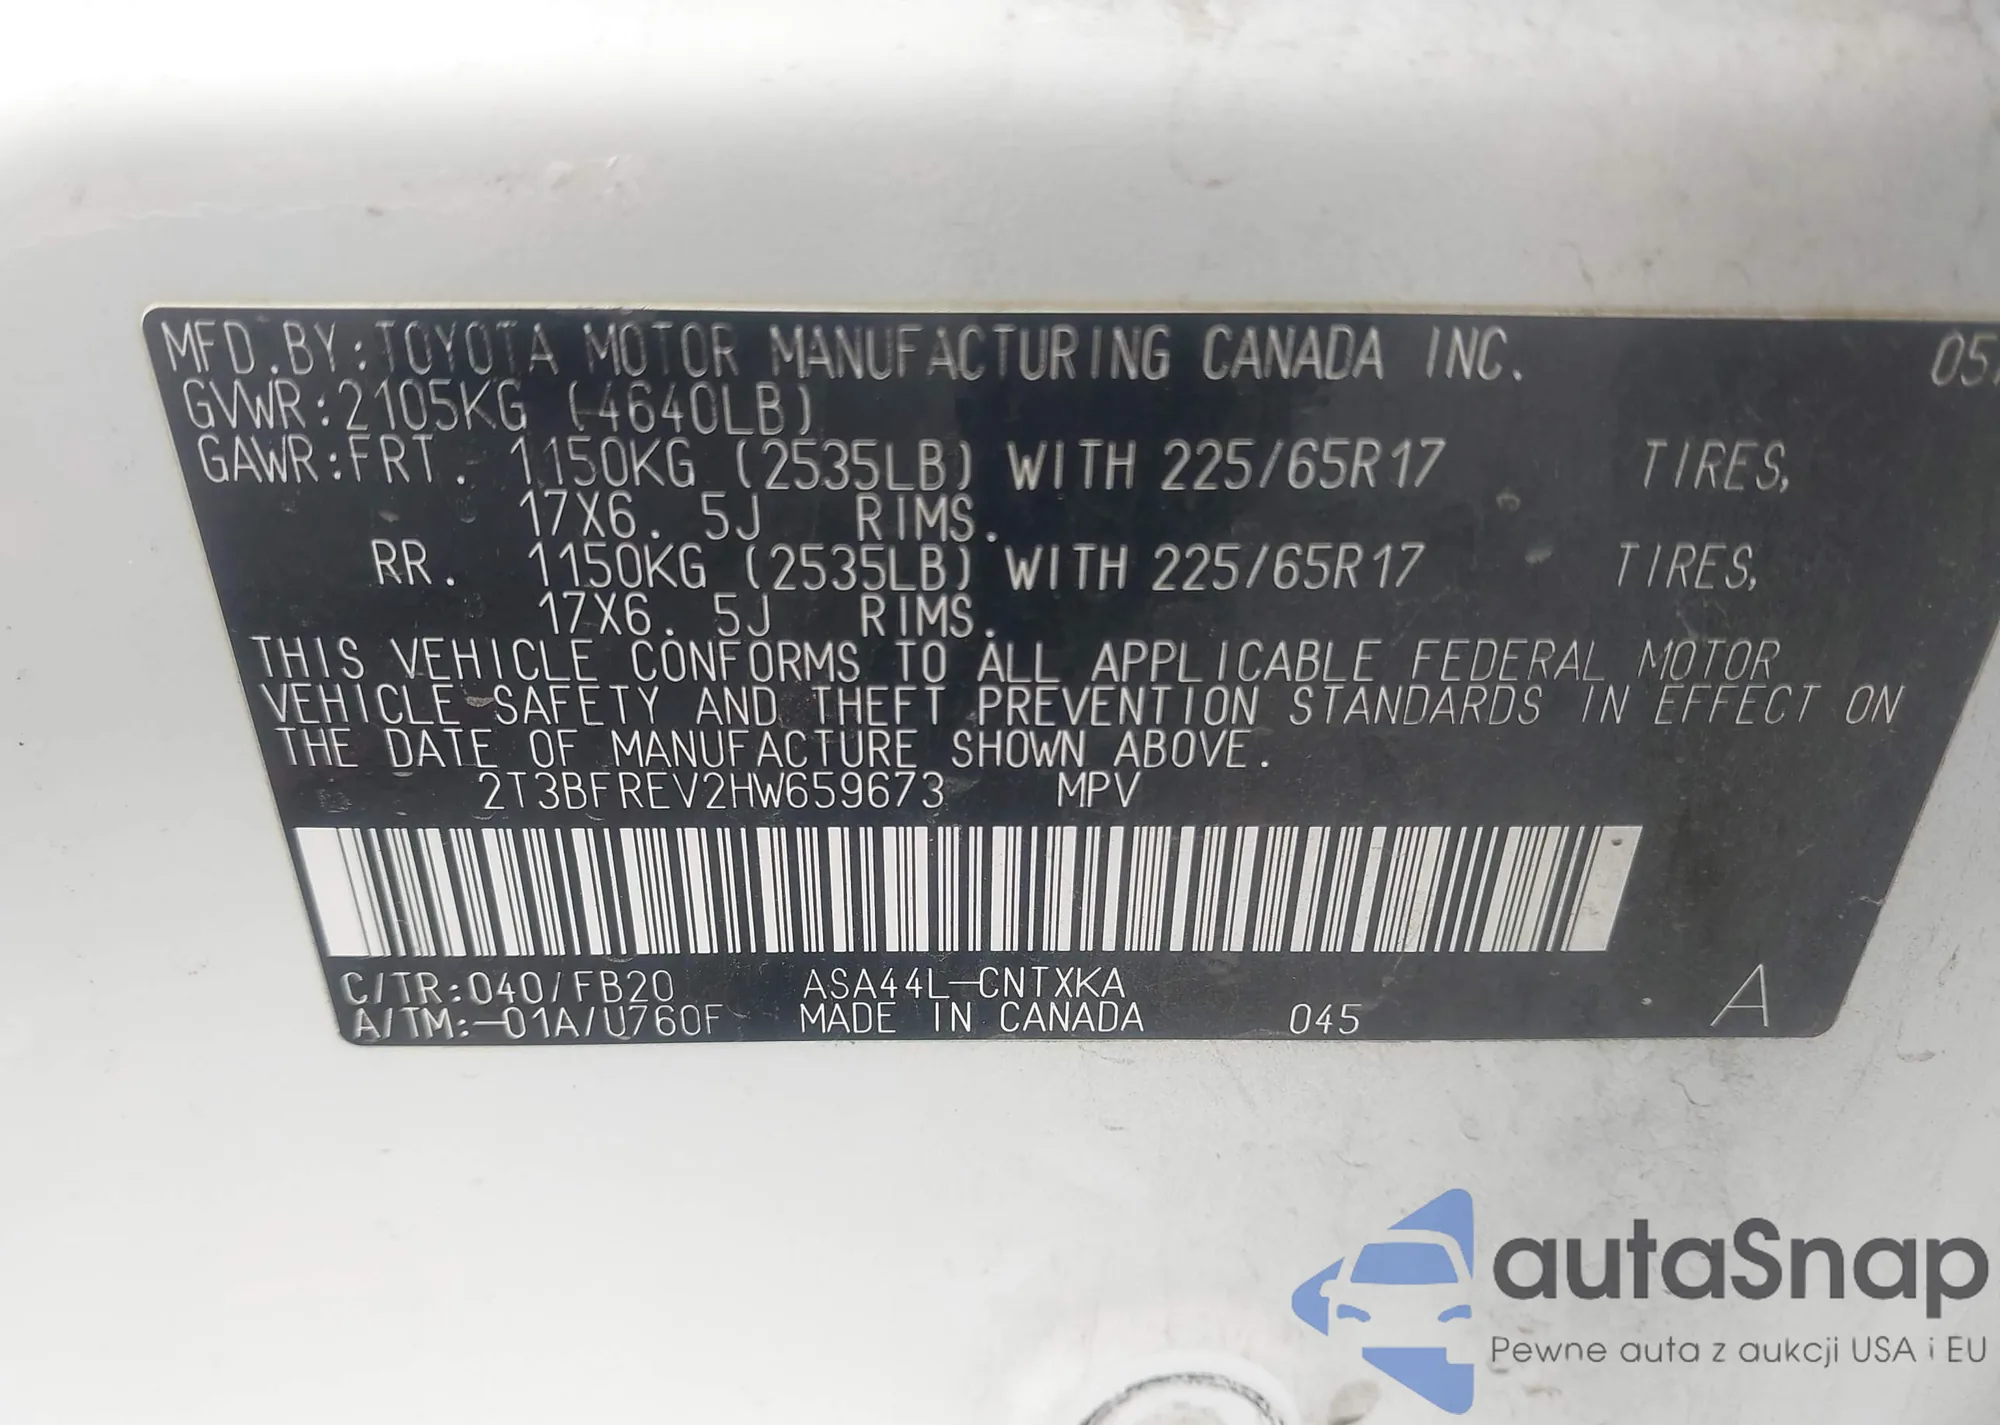 MFD.BY:TOYOTA MOTOR MANUFACTURING CANADA INC. 05/
GVWR:2105KG (4640LB)
GAWR:FRT. 1150KG (2535LB) WITH 225/65R17 TIRES,
17X6.5J RIMS.
RR. 1150KG (2535LB) WITH 225/65R17 TIRES,
17X6.5J RIMS.
THIS VEHICLE CONFORMS TO ALL APPLICABLE FEDERAL MOTOR
VEHICLE SAFETY AND THEFT PREVENTION STANDARDS IN EFFECT ON
THE DATE OF MANUFACTURE SHOWN ABOVE.
2T3BFREV2HW659673 MPV
C/TR:040/FB20 ASA44L-CNTXKA
A/TM:-01A/U760F MADE IN CANADA 045 A
autaSnap
Pewne auta z aukcji USA i EU